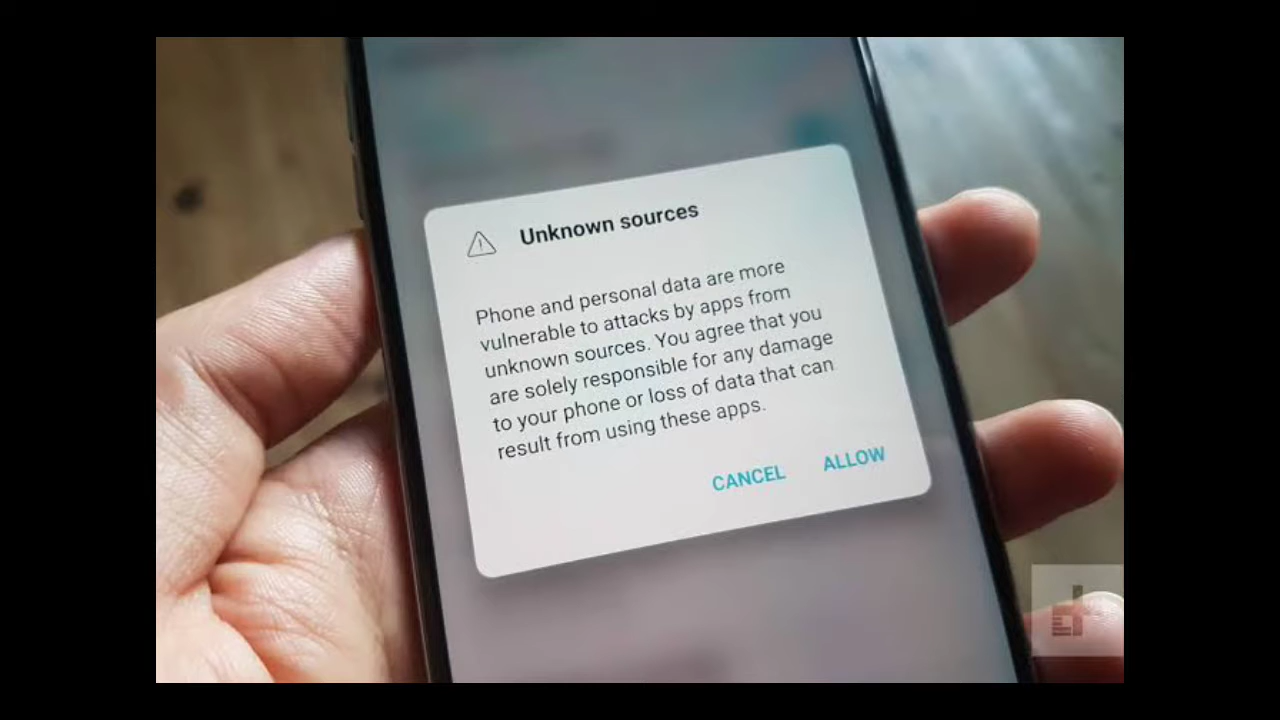 Unknown sources
Phone and personal data are more
vulnerable to attacks by apps from
unknown sources. You agree that you
are solely responsible for any damage
to your phone or loss of data that can
result from using these apps.
CANCEL ALLOW